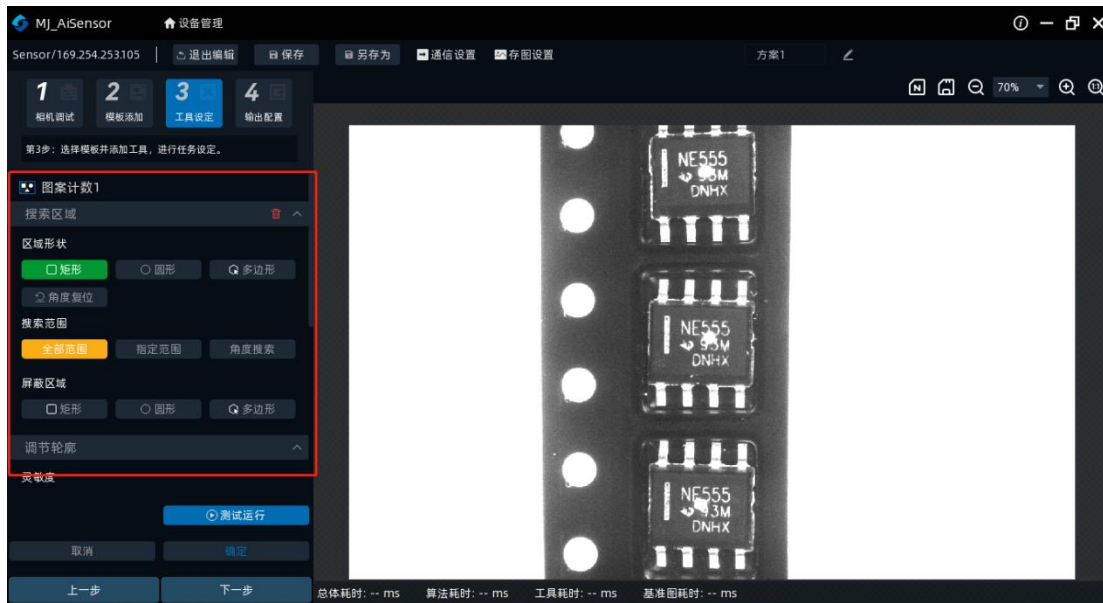 MJ_AiSensor 设备管理
Sensor/169.254.253.105 退出编辑 保存 另存为 通信设置 存图设置 方案1
1 2 3 4
相机调试 模板添加 工具设定 输出配置
N 70% 1:1
第3步：选择模板并添加工具，进行任务设定。
图案计数1
搜索区域
区域形状
矩形 圆形 多边形
角度复位
搜索范围
全部范围 指定范围 角度搜索
屏蔽区域
矩形 圆形 多边形
调节轮廓
灵敏度
测试运行
取消 确定
上一步 下一步
NE555
93M
DNHX
NE555
93M
DNHX
NE555
93M
DNHX
总体耗时: -- ms 算法耗时: -- ms 工具耗时: -- ms 基准图耗时: -- ms